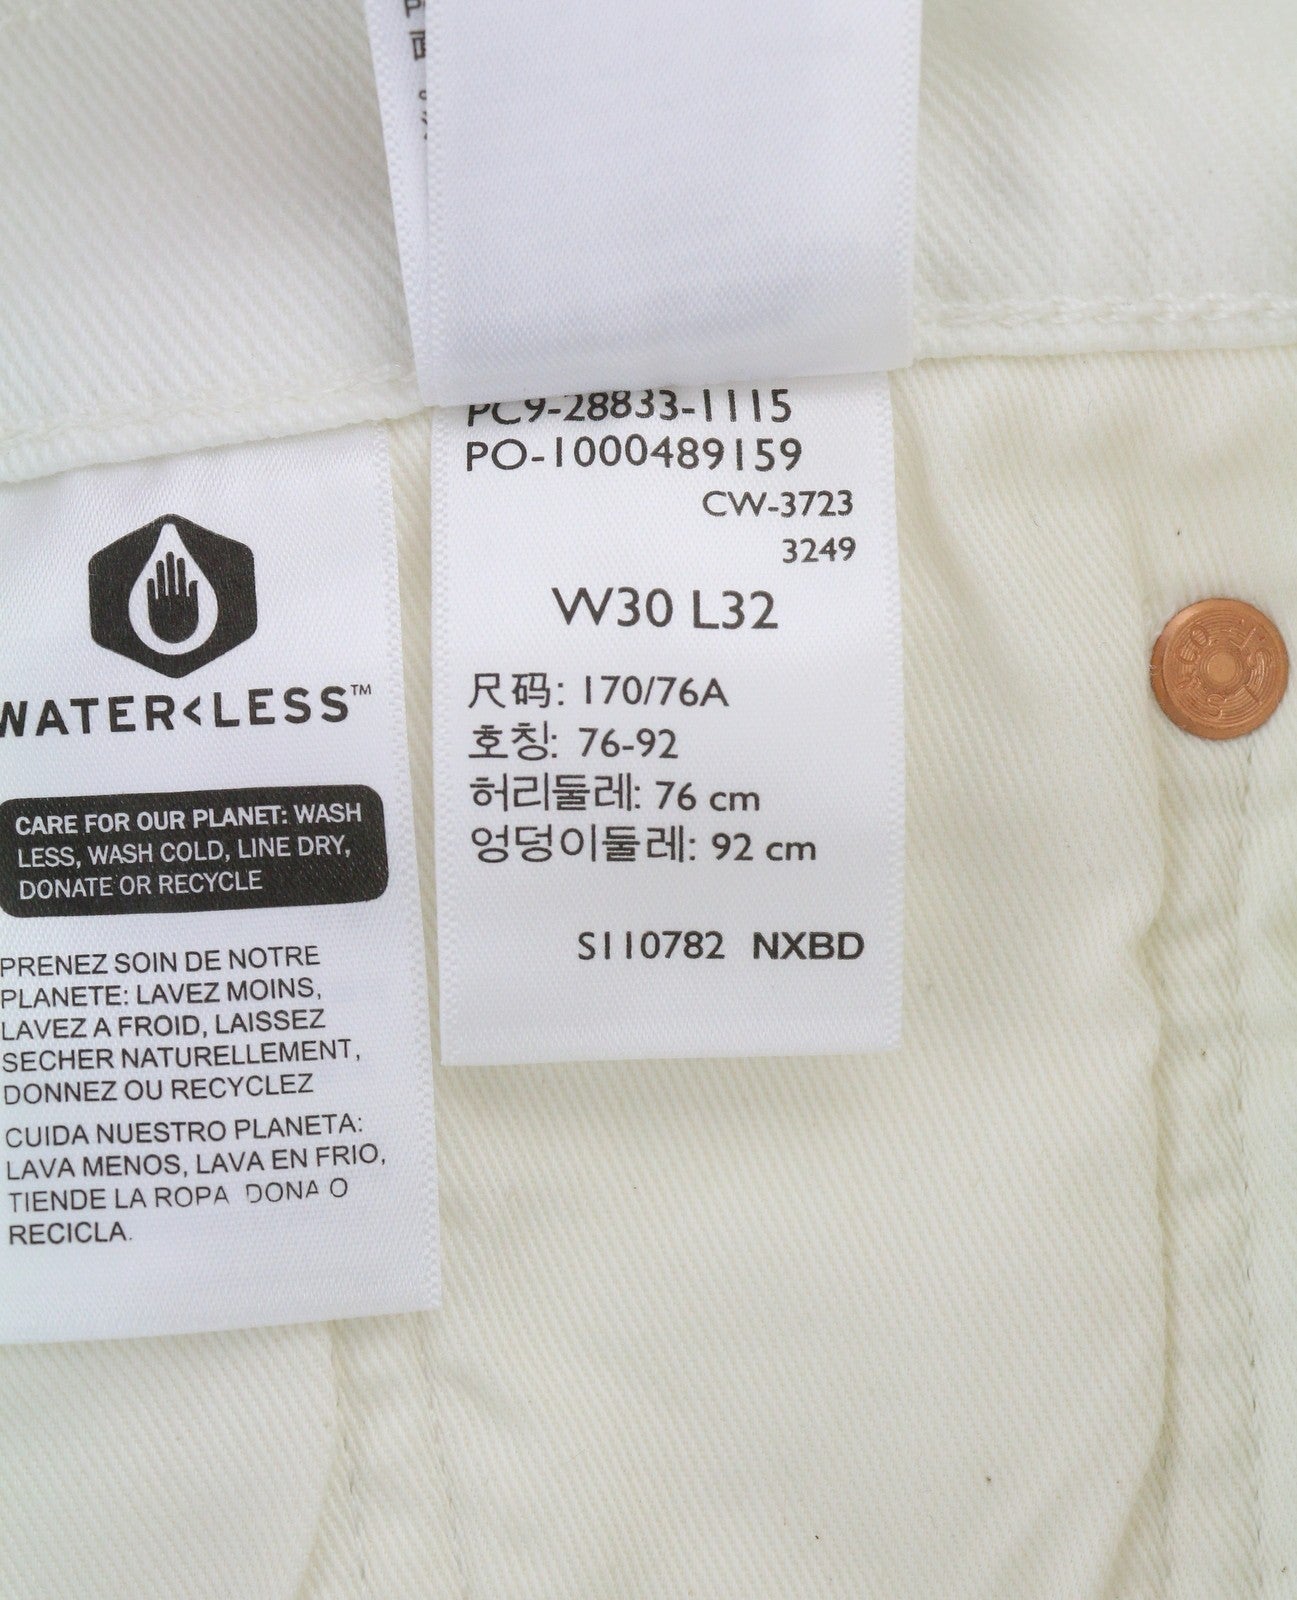 WATER<LESS™
CARE FOR OUR PLANET: WASH
LESS, WASH COLD, LINE DRY,
DONATE OR RECYCLE
PRENEZ SOIN DE NOTRE
PLANETE: LAVEZ MOINS,
LAVEZ A FROID, LAISSEZ
SECHER NATURELLEMENT,
DONNEZ OU RECYCLEZ
CUIDA NUESTRO PLANETA:
LAVA MENOS, LAVA EN FRIO,
TIENDE LA ROPA DONA O
RECICLA.
PC9-28833-1115
PO-1000489159
CW-3723
3249
W30 L32
尺码: 170/76A
호칭: 76-92
허리둘레: 76 cm
엉덩이둘레: 92 cm
S110782 NXBD